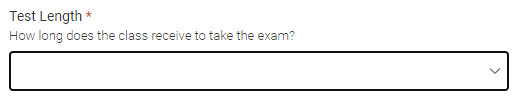 Test Length *
How long does the class receive to take the exam?